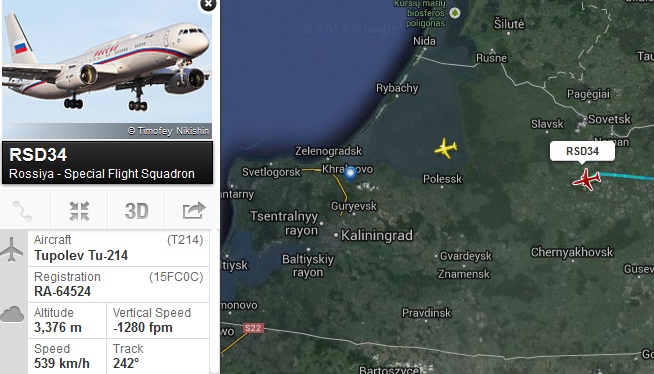 РОССИЯ
© Timofey Nikishin
RSD34
Rossiya - Special Flight Squadron
3D
Aircraft (T214)
Tupolev Tu-214
Registration (15FC0C)
RA-64524
Altitude Vertical Speed
3,376 m -1280 fpm
Speed Track
539 km/h 242°
Kuršių marių
biosferos
poligonas
Nida
Šilutė
Rusnė
Rybachy
Pagėgiai
Slavsk
Sovetsk
Neman
RSD34
Zelenogradsk
Svetlogorsk
Khrabrovo
Polessk
Guryevsk
Tsentralnyy
rayon
Kaliningrad
Baltiyskiy
rayon
Gvardeysk
Znamensk
Chernyakhovsk
Pravdinsk
S22
Bartoszyce